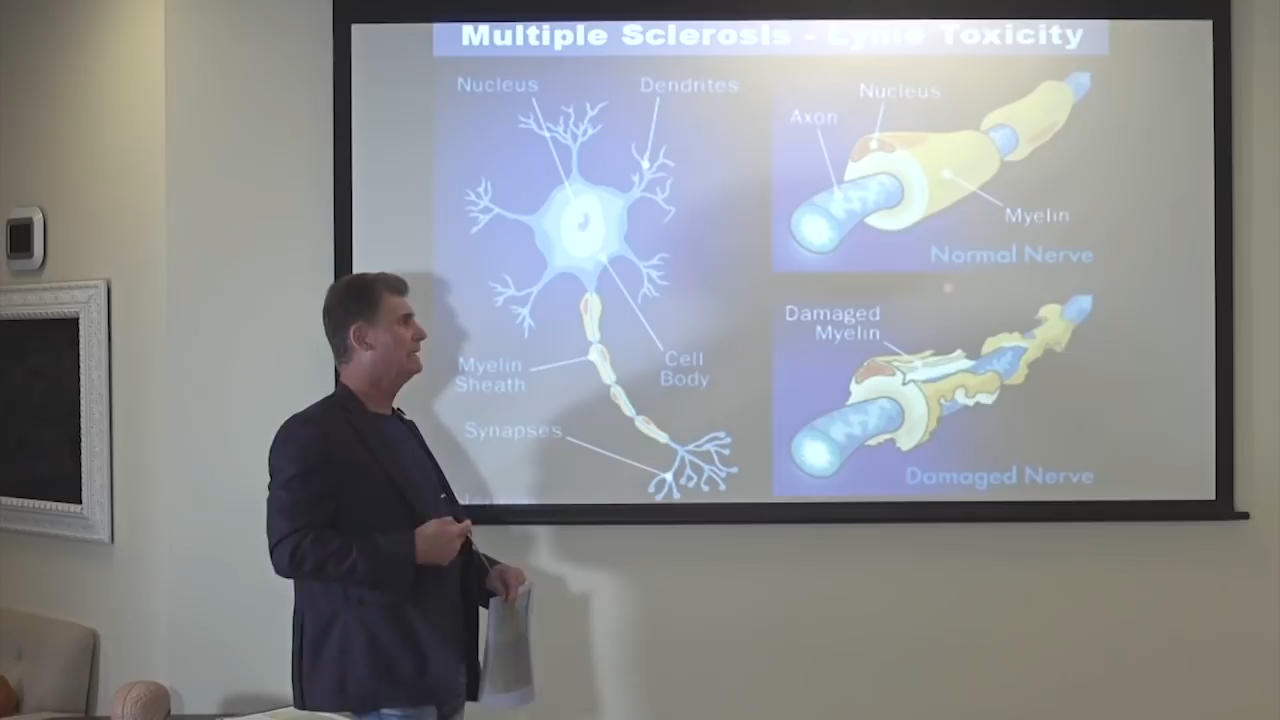 Multiple Sclerosis - Lyme Toxicity
Nucleus
Dendrites
Myelin
Sheath
Cell
Body
Synapses
Nucleus
Axon
Myelin
Normal Nerve
Damaged
Myelin
Damaged Nerve